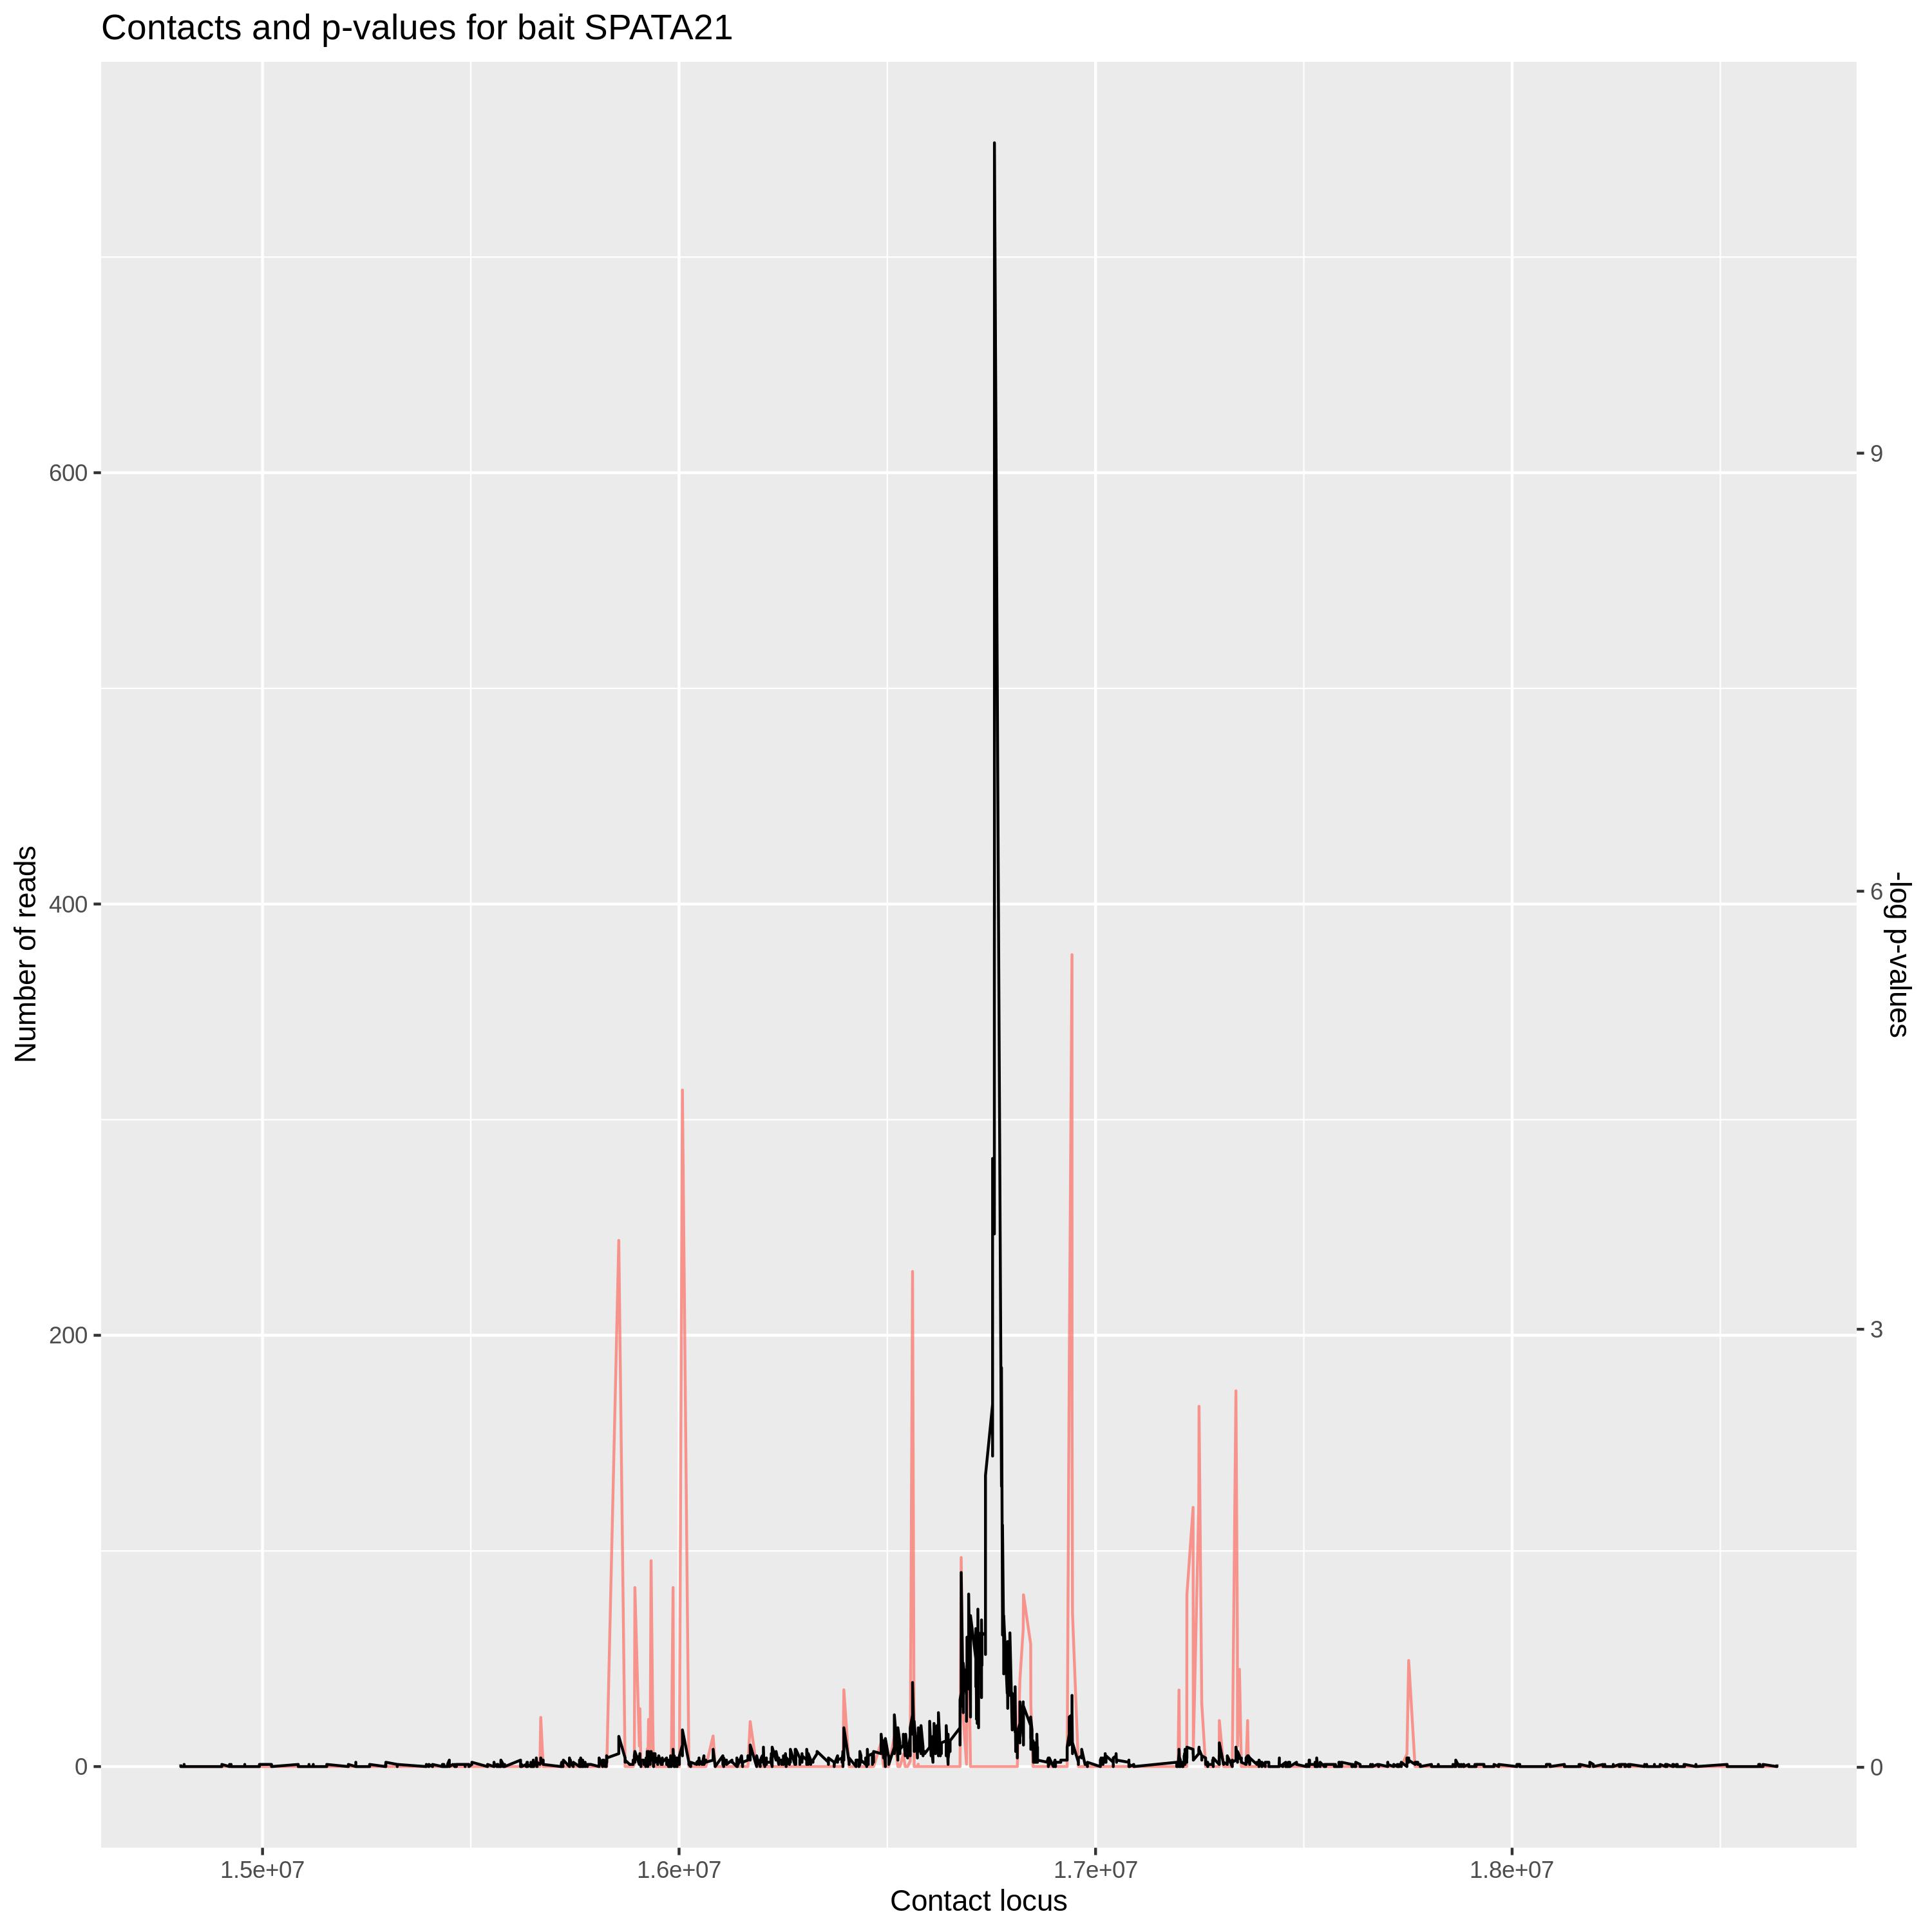 Contacts and p-values for bait SPATA21
Number of reads
600
400
200
0
9
6
3
0
-log p-values
1.5e+07 1.6e+07 1.7e+07 1.8e+07
Contact locus